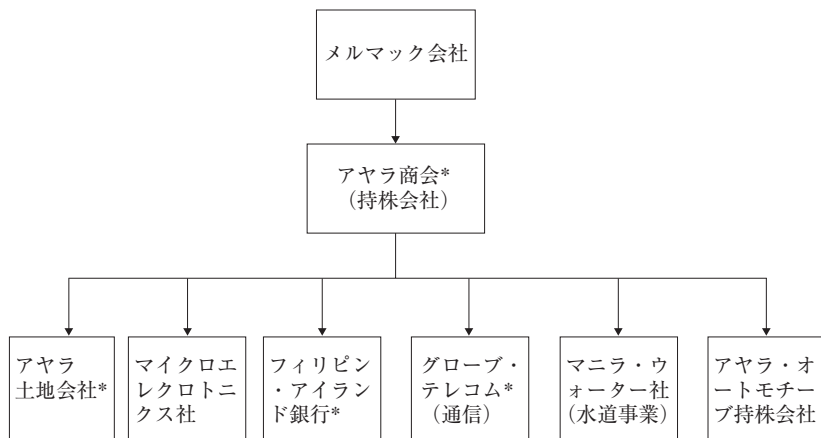 メルマック会社
アヤラ商会*
（持株会社）
アヤラ
土地会社*
マイクロエ
レクロトニ
クス社
フィリピン
・アイラン
ド銀行*
グローブ・
テレコム*
（通信）
マニラ・ウ
ォーター社
（水道事業）
アヤラ・オ
ートモチー
ブ持株会社